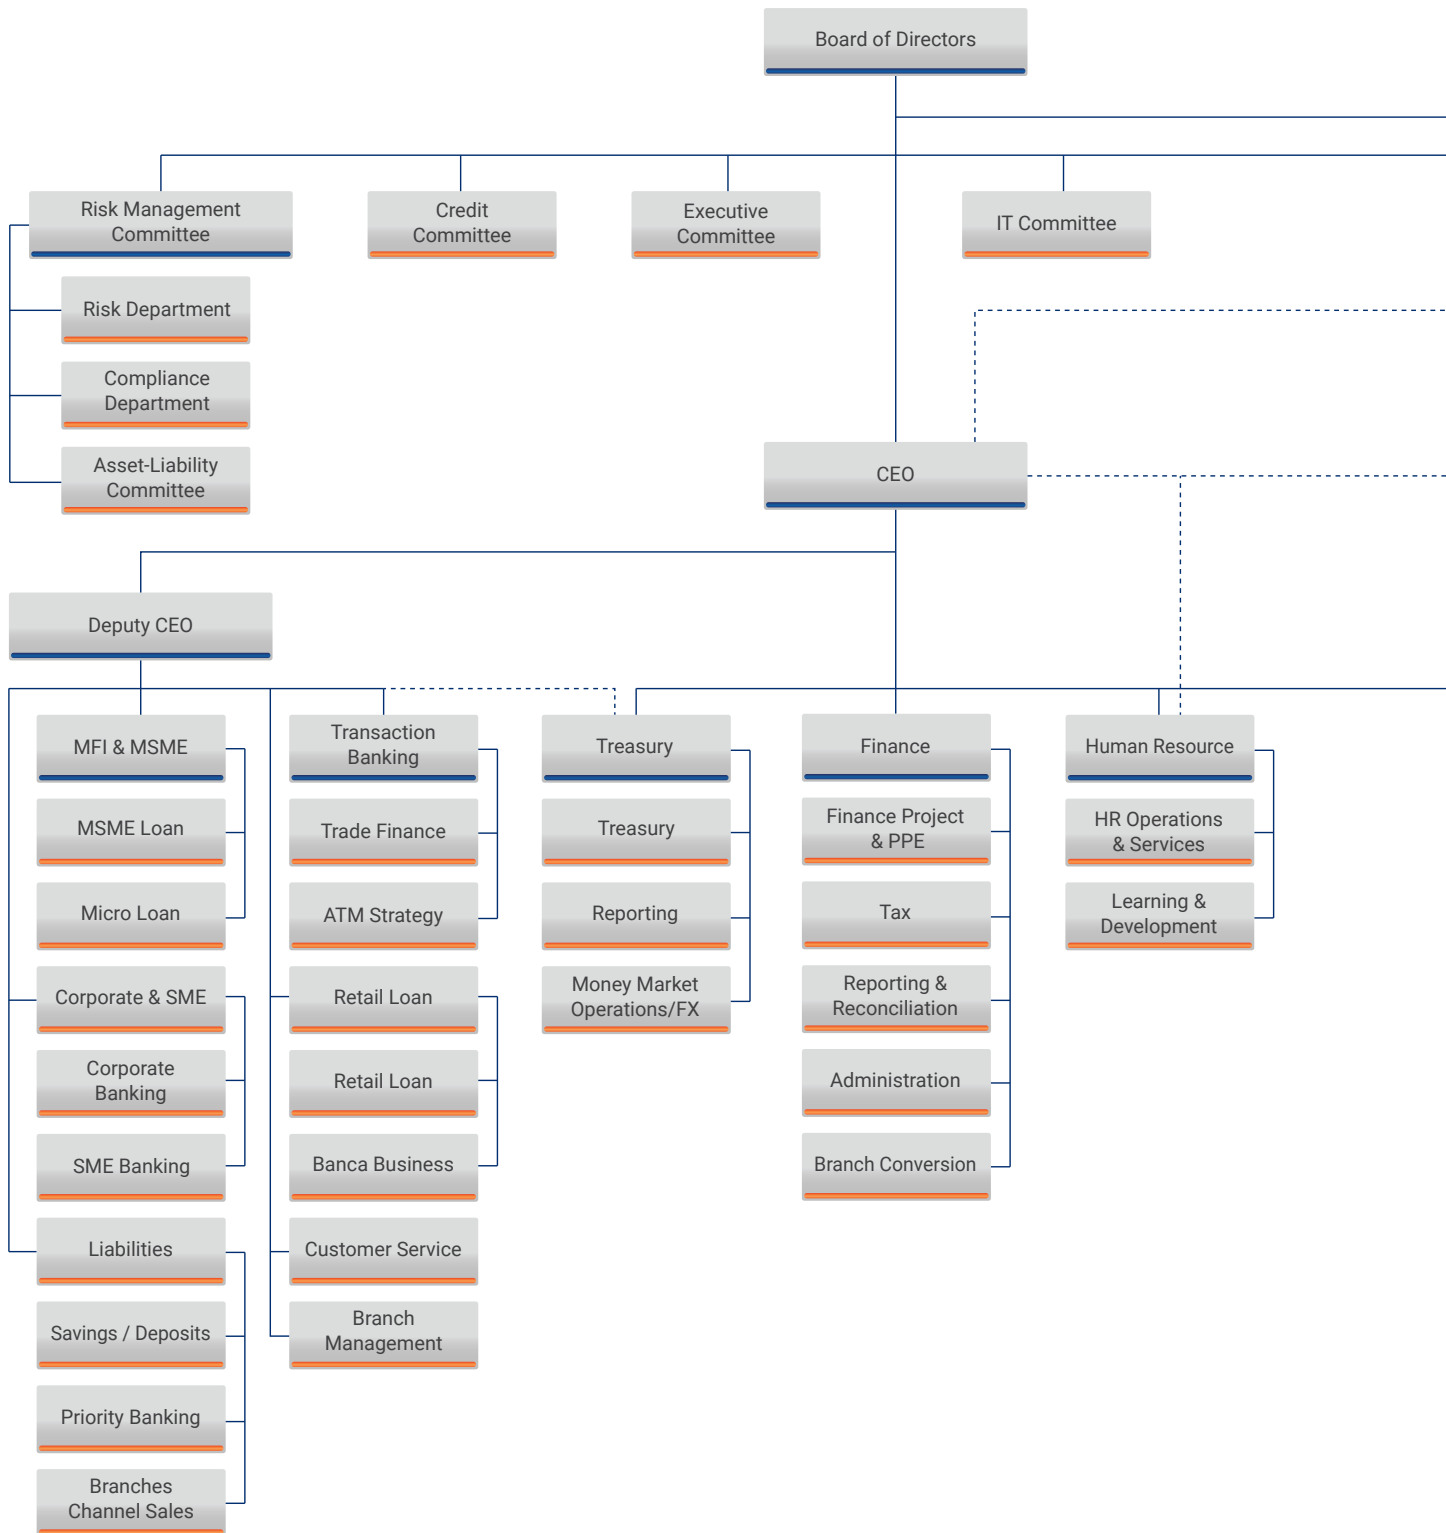 Board of Directors
Risk Management
Committee
Credit
Committee
Executive
Committee
IT Committee
Risk Department
Compliance
Department
Asset-Liability
Committee
CEO
Deputy CEO
MFI & MSME
MSME Loan
Micro Loan
Corporate & SME
Corporate
Banking
SME Banking
Liabilities
Savings / Deposits
Priority Banking
Branches
Channel Sales
Transaction
Banking
Trade Finance
ATM Strategy
Retail Loan
Retail Loan
Banca Business
Customer Service
Branch
Management
Treasury
Treasury
Reporting
Money Market
Operations/FX
Finance
Finance Project
& PPE
Tax
Reporting &
Reconciliation
Administration
Branch Conversion
Human Resource
HR Operations
& Services
Learning &
Development